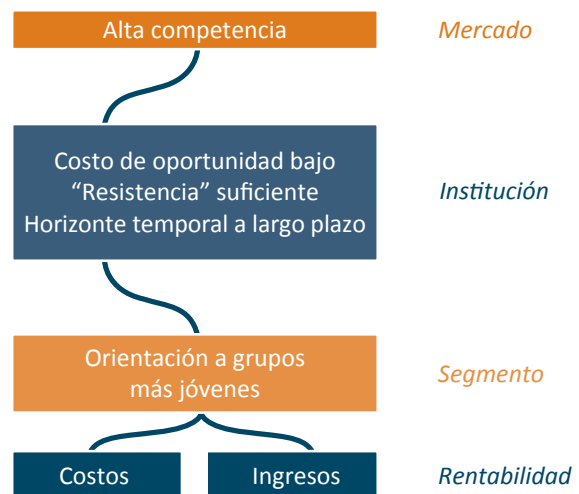 Alta competencia
Mercado
Costo de oportunidad bajo
“Resistencia” suficiente
Horizonte temporal a largo plazo
Institución
Orientación a grupos
más jóvenes
Segmento
Costos
Ingresos
Rentabilidad